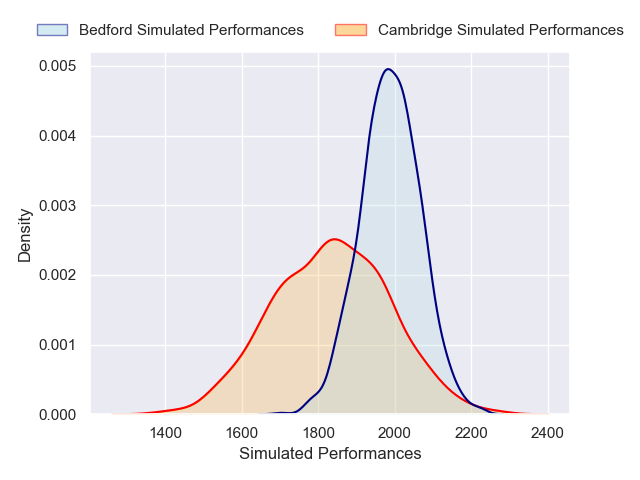 Bedford Simulated Performances Cambridge Simulated Performances
0.005
0.004
0.003
0.002
0.001
0.000
Density
1400 1600 1800 2000 2200 2400
Simulated Performances